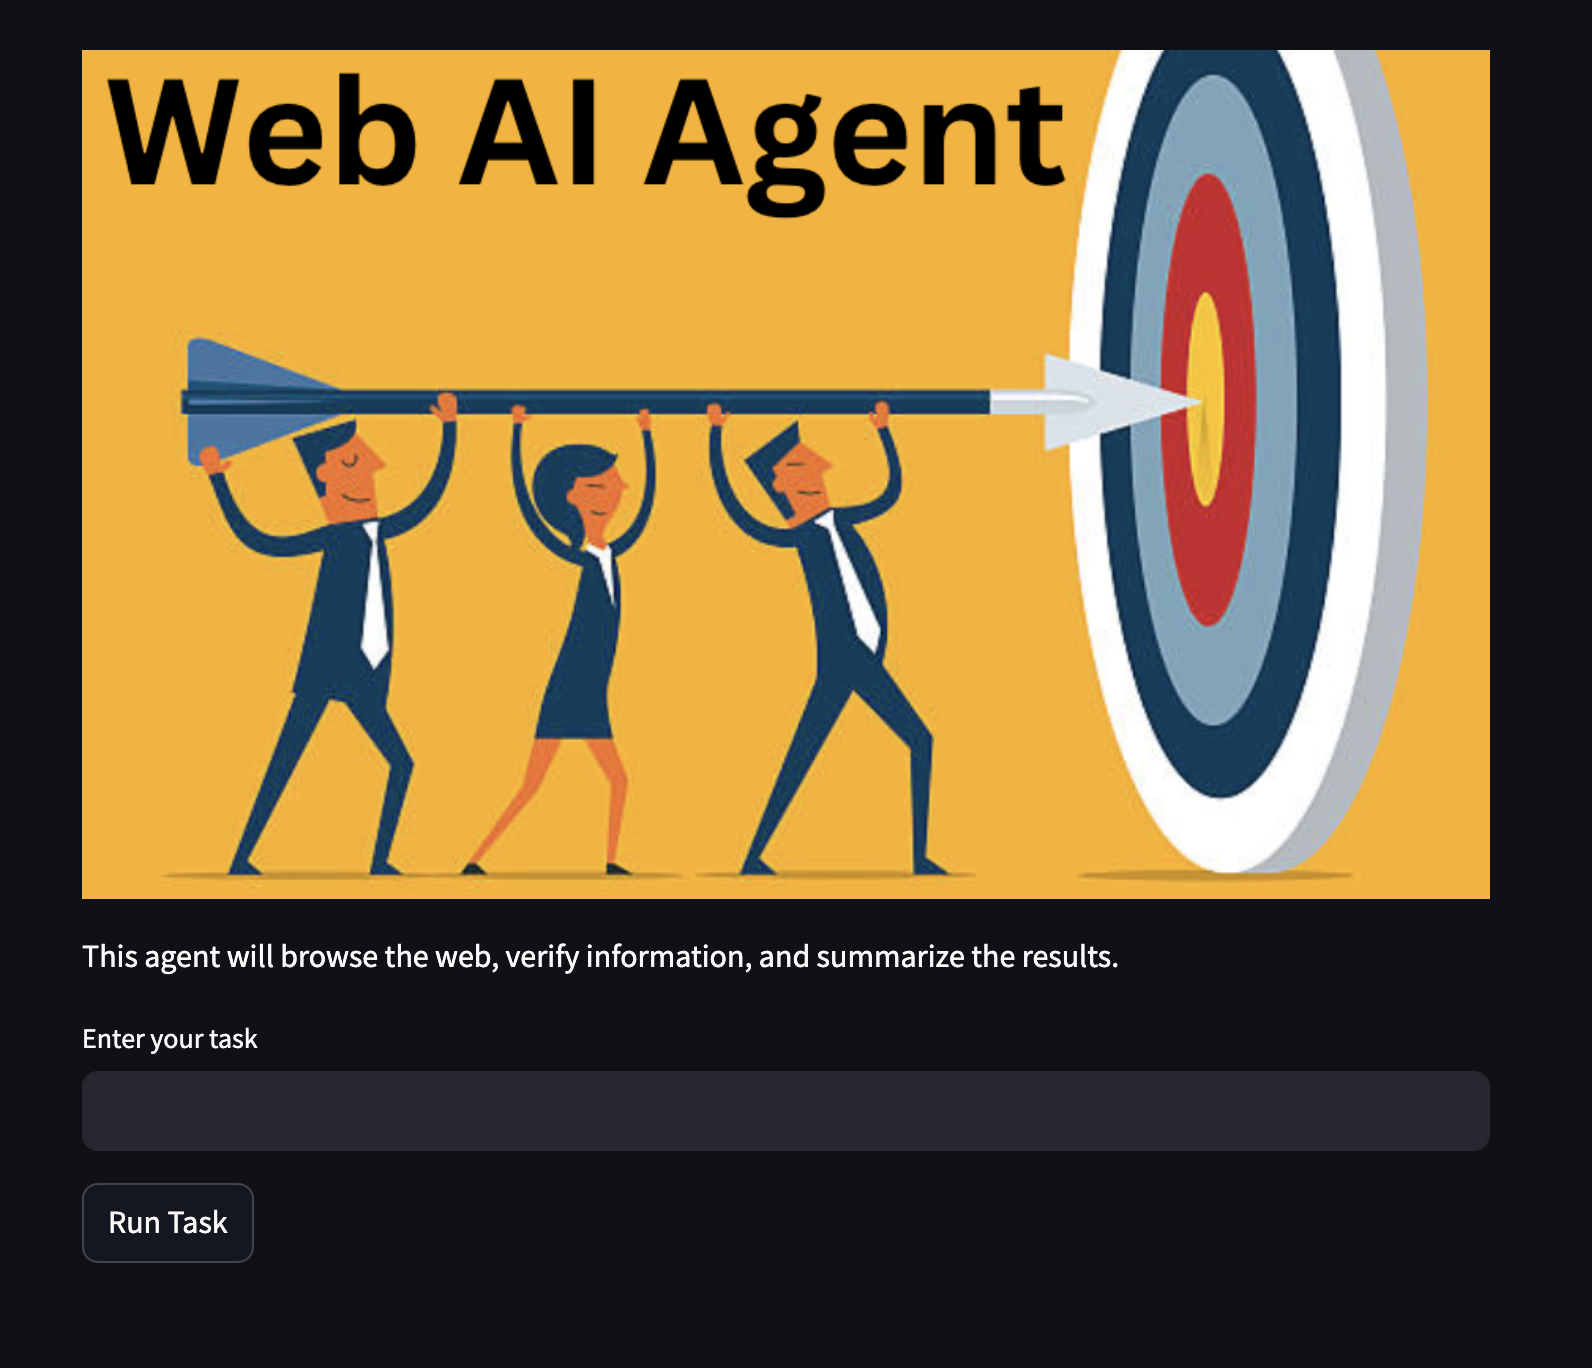 Web AI Agent
This agent will browse the web, verify information, and summarize the results.
Enter your task
Run Task